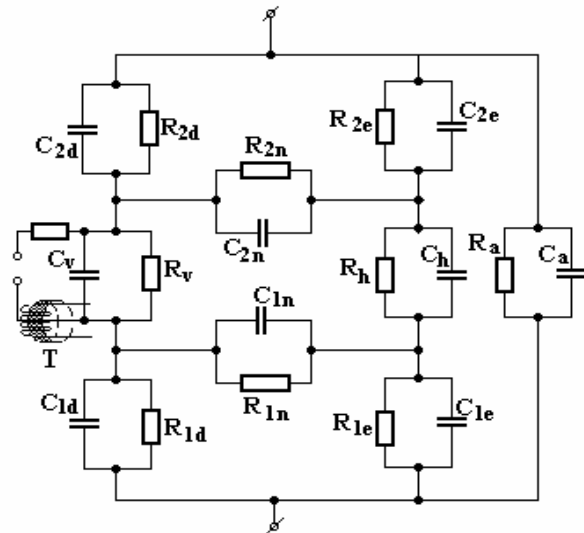 C2d
R2d
R2e
C2e
R2n
C2n
Cv
Rv
Rh
Ch
Ra
Ca
T
C1n
R1n
C1d
R1d
R1e
C1e